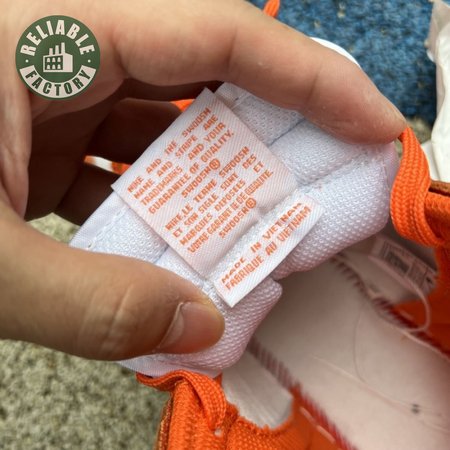 RELIABLE
FACTORY
NIKE AND THE SWOOSH
NAME AND STRIPE ARE
TRADEMARKS AND YOUR
GUARANTEE OF QUALITY.
SWOOSH®
NIKE, LE TERME SWOOSH
ET SON SIGLE SONT DES
MARQUES DEPOSEES ET
VOTRE GARANTIE DE QUALITE.
SWOOSH®
MADE IN VIETNAM
FABRIQUE AU VIETNAM